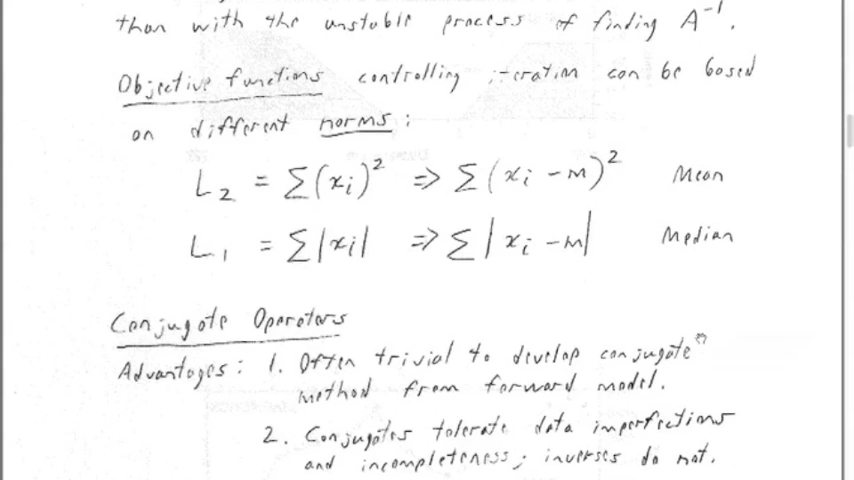 than with the unstable process of finding A⁻¹.
Objective functions controlling iteration can be based
on different norms:
L₂ = Σ(xᵢ)² => Σ(xᵢ - m)² Mean
L₁ = Σ|xᵢ| => Σ|xᵢ - m| Median
Conjugate Operators
Advantages: 1. Often trivial to develop conjugate
method from forward model.
2. Conjugates tolerate data imperfections
and incompleteness; inverses do not.